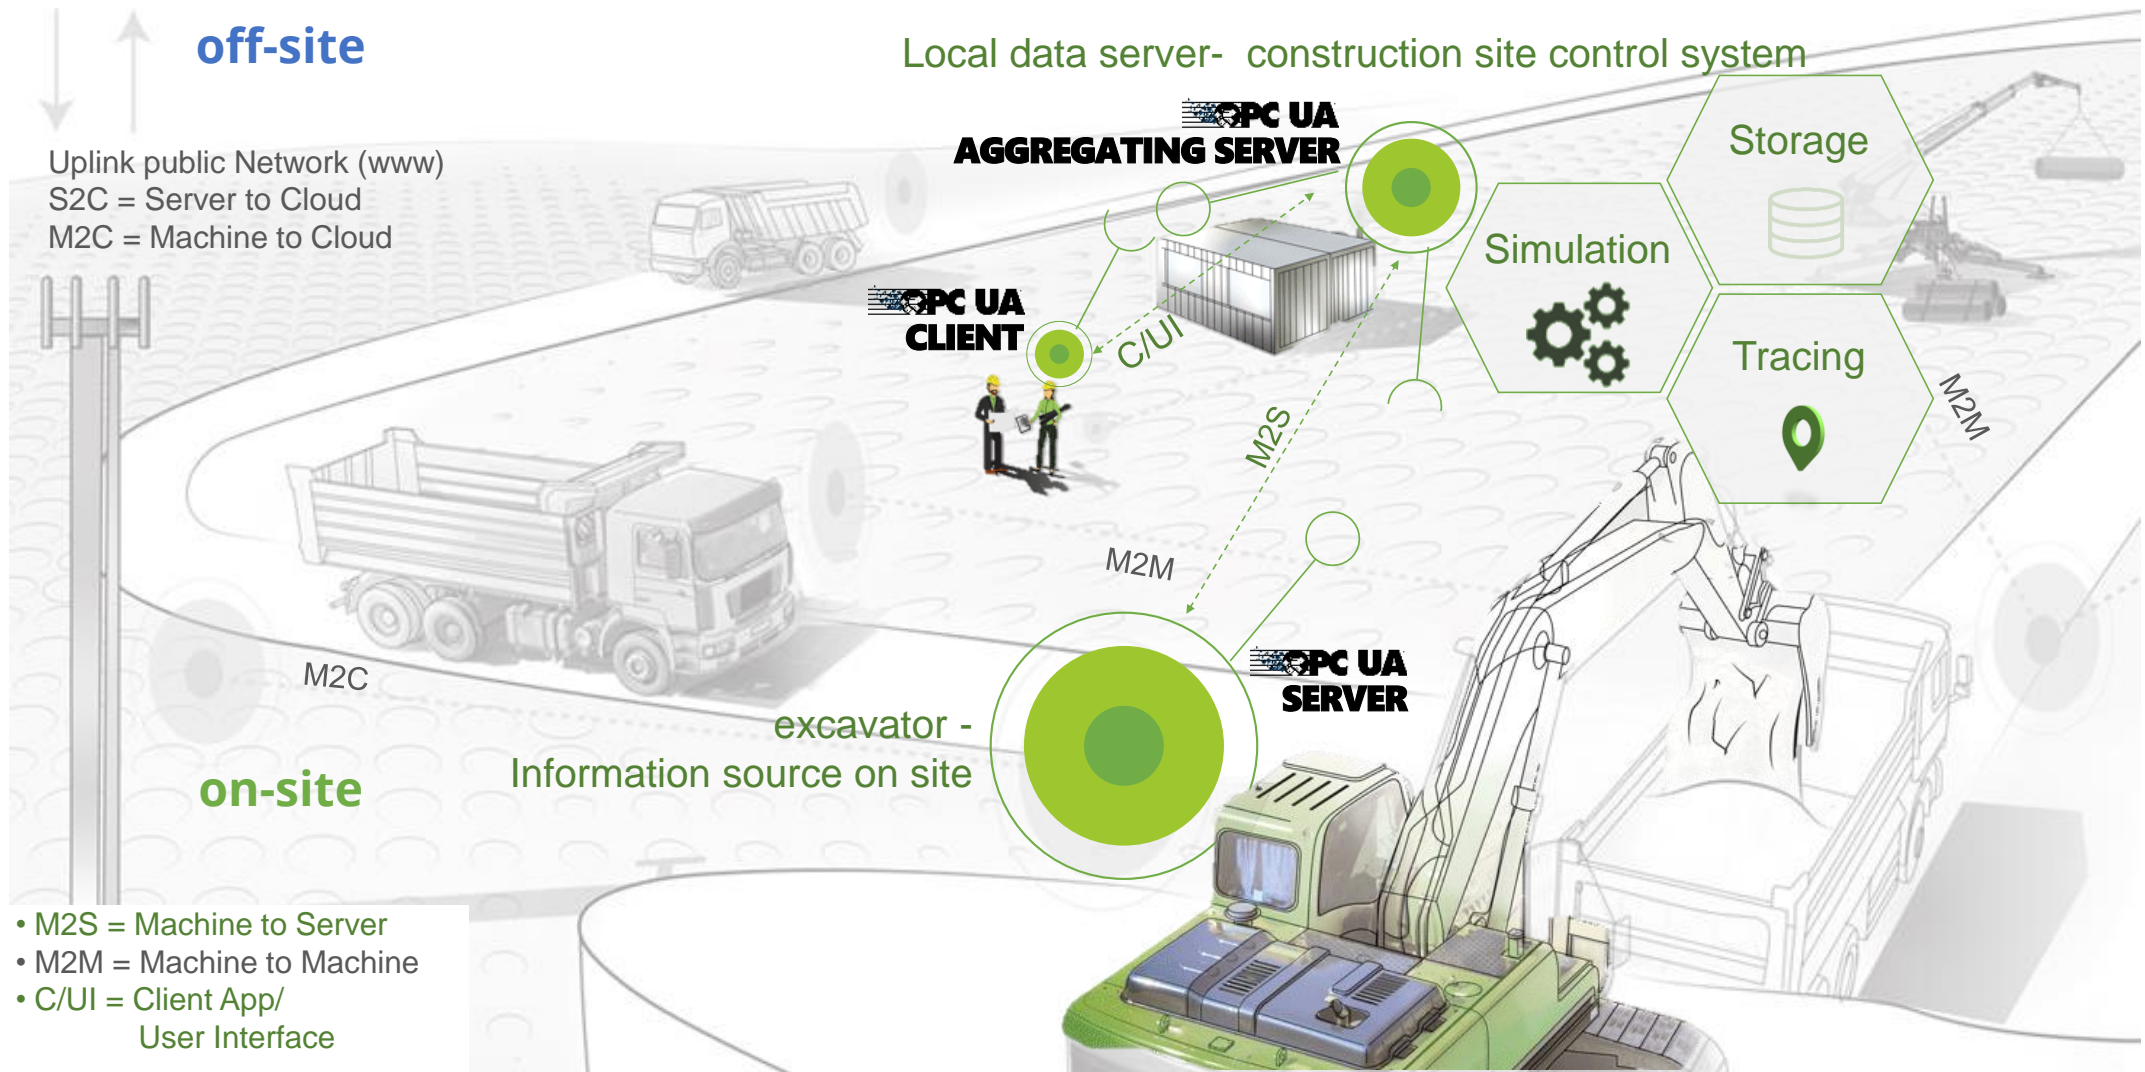 off-site
Local data server- construction site control system
Uplink public Network (www)
S2C = Server to Cloud
M2C = Machine to Cloud
OPC UA
AGGREGATING SERVER
Storage
Simulation
OPC UA
CLIENT
C/UI
Tracing
M2M
M2S
M2M
M2C
OPC UA
SERVER
excavator -
Information source on site
on-site
• M2S = Machine to Server
• M2M = Machine to Machine
• C/UI = Client App/
User Interface